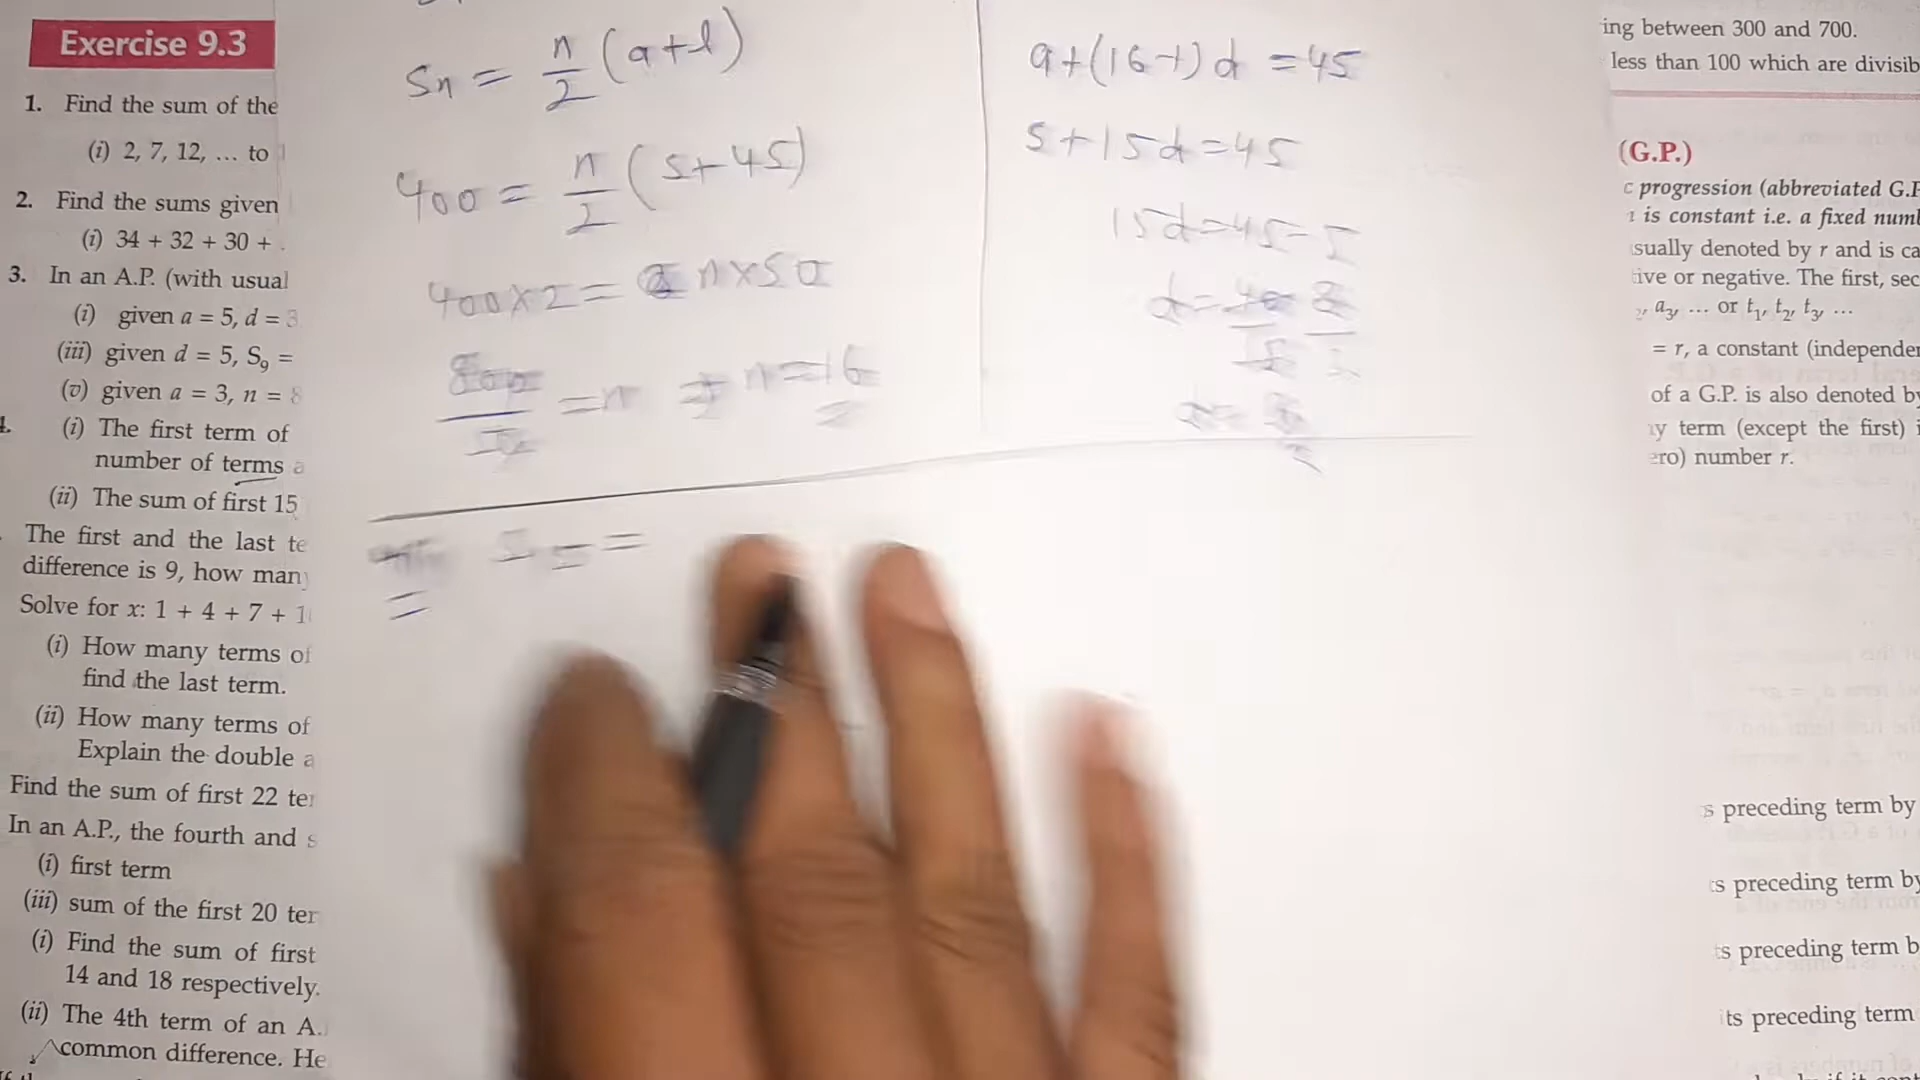 Exercise 9.3
1. Find the sum of the
(i) 2, 7, 12, ... to
2. Find the sums given
(i) 34 + 32 + 30 + .
3. In an A.P. (with usual
(i) given a = 5, d = 3
(iii) given d = 5, S₉ =
(v) given a = 3, n = 8
(i) The first term of
number of terms a
(ii) The sum of first 15
The first and the last te
difference is 9, how man
Solve for x: 1 + 4 + 7 + 1
(i) How many terms of
find the last term.
(ii) How many terms of
Explain the double a
Find the sum of first 22 ter
In an A.P., the fourth and s
(i) first term
(iii) sum of the first 20 ter
(i) Find the sum of first
14 and 18 respectively.
(ii) The 4th term of an A.
common difference. He
Sn = n/2 (a+l)
400 = n/2 (5+45)
400×2 = n×50
= n
n=16
a+(16-1)d = 45
5+15d=45
15d=45-5
ing between 300 and 700.
less than 100 which are divisib
(G.P.)
c progression (abbreviated G.P
is constant i.e. a fixed numb
sually denoted by r and is ca
tive or negative. The first, sec
a₃, ... or t₁, t₂, t₃, ...
= r, a constant (independen
of a G.P. is also denoted by
y term (except the first) i
ero) number r.
s preceding term by
ts preceding term by
ts preceding term b
its preceding term